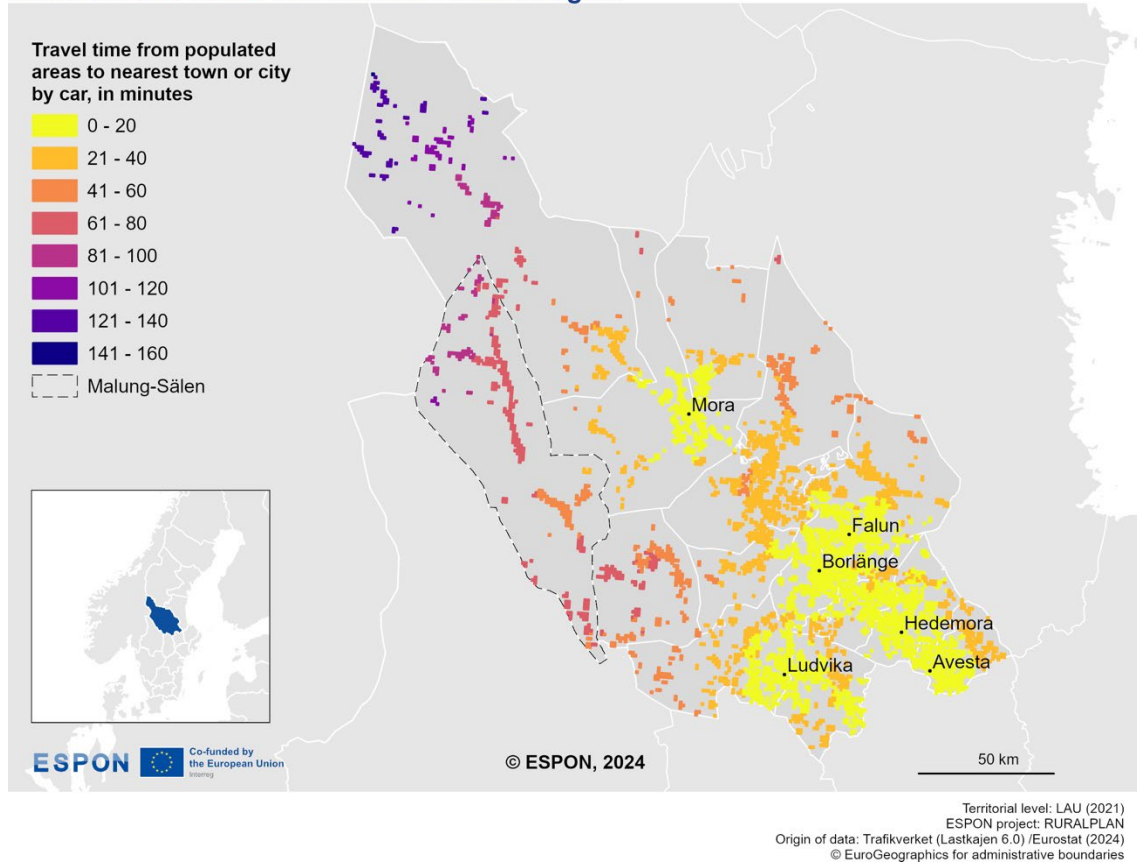 Travel time from populated
areas to nearest town or city
by car, in minutes
0 - 20
21 - 40
41 - 60
61 - 80
81 - 100
101 - 120
121 - 140
141 - 160
Malung-Sälen
Mora
Falun
Borlänge
Hedemora
Ludvika
Avesta
ESPON
Co-funded by
the European Union
Interreg
© ESPON, 2024
50 km
Territorial level: LAU (2021)
ESPON project: RURALPLAN
Origin of data: Trafikverket (Lastkajen 6.0) /Eurostat (2024)
© EuroGeographics for administrative boundaries